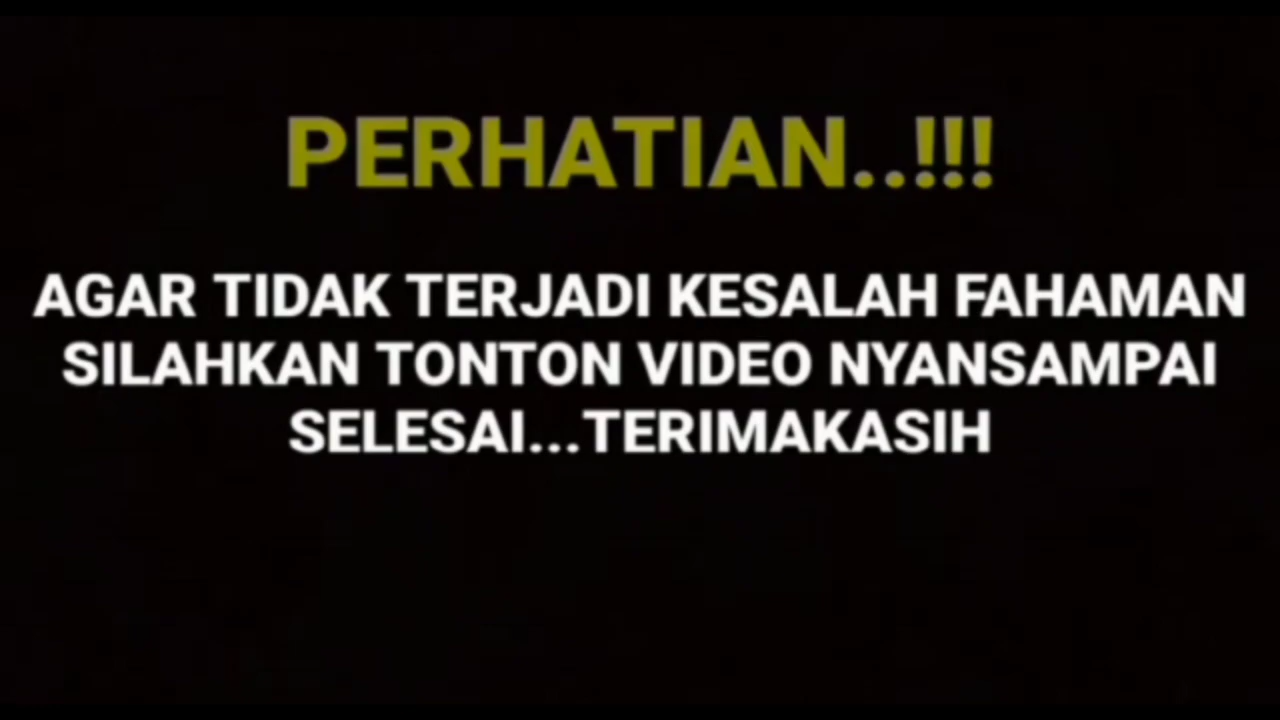 PERHATIAN..!!!
AGAR TIDAK TERJADI KESALAH FAHAMAN
SILAHKAN TONTON VIDEO NYANSAMPAI
SELESAI...TERIMAKASIH